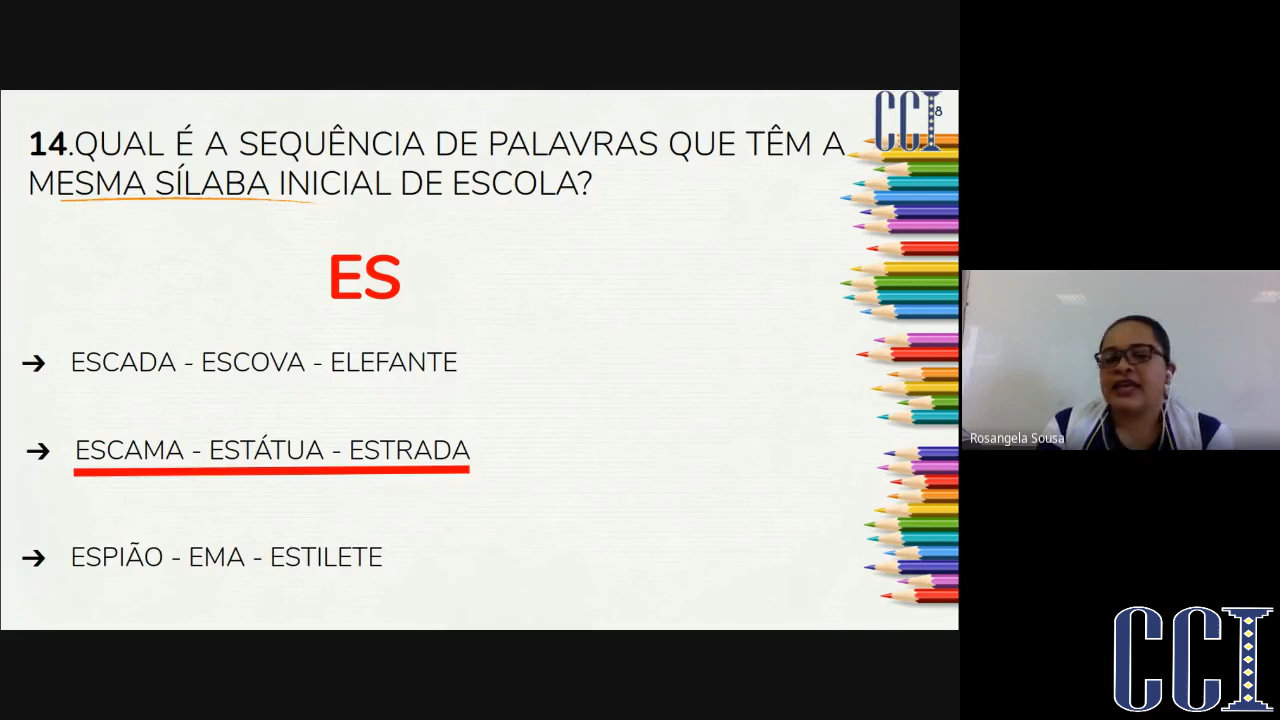 CCI
8
14.QUAL É A SEQUÊNCIA DE PALAVRAS QUE TÊM A
MESMA SÍLABA INICIAL DE ESCOLA?
ES
➔ ESCADA - ESCOVA - ELEFANTE
➔ ESCAMA - ESTÁTUA - ESTRADA
➔ ESPIÃO - EMA - ESTILETE
Rosangela Sousa
CCI